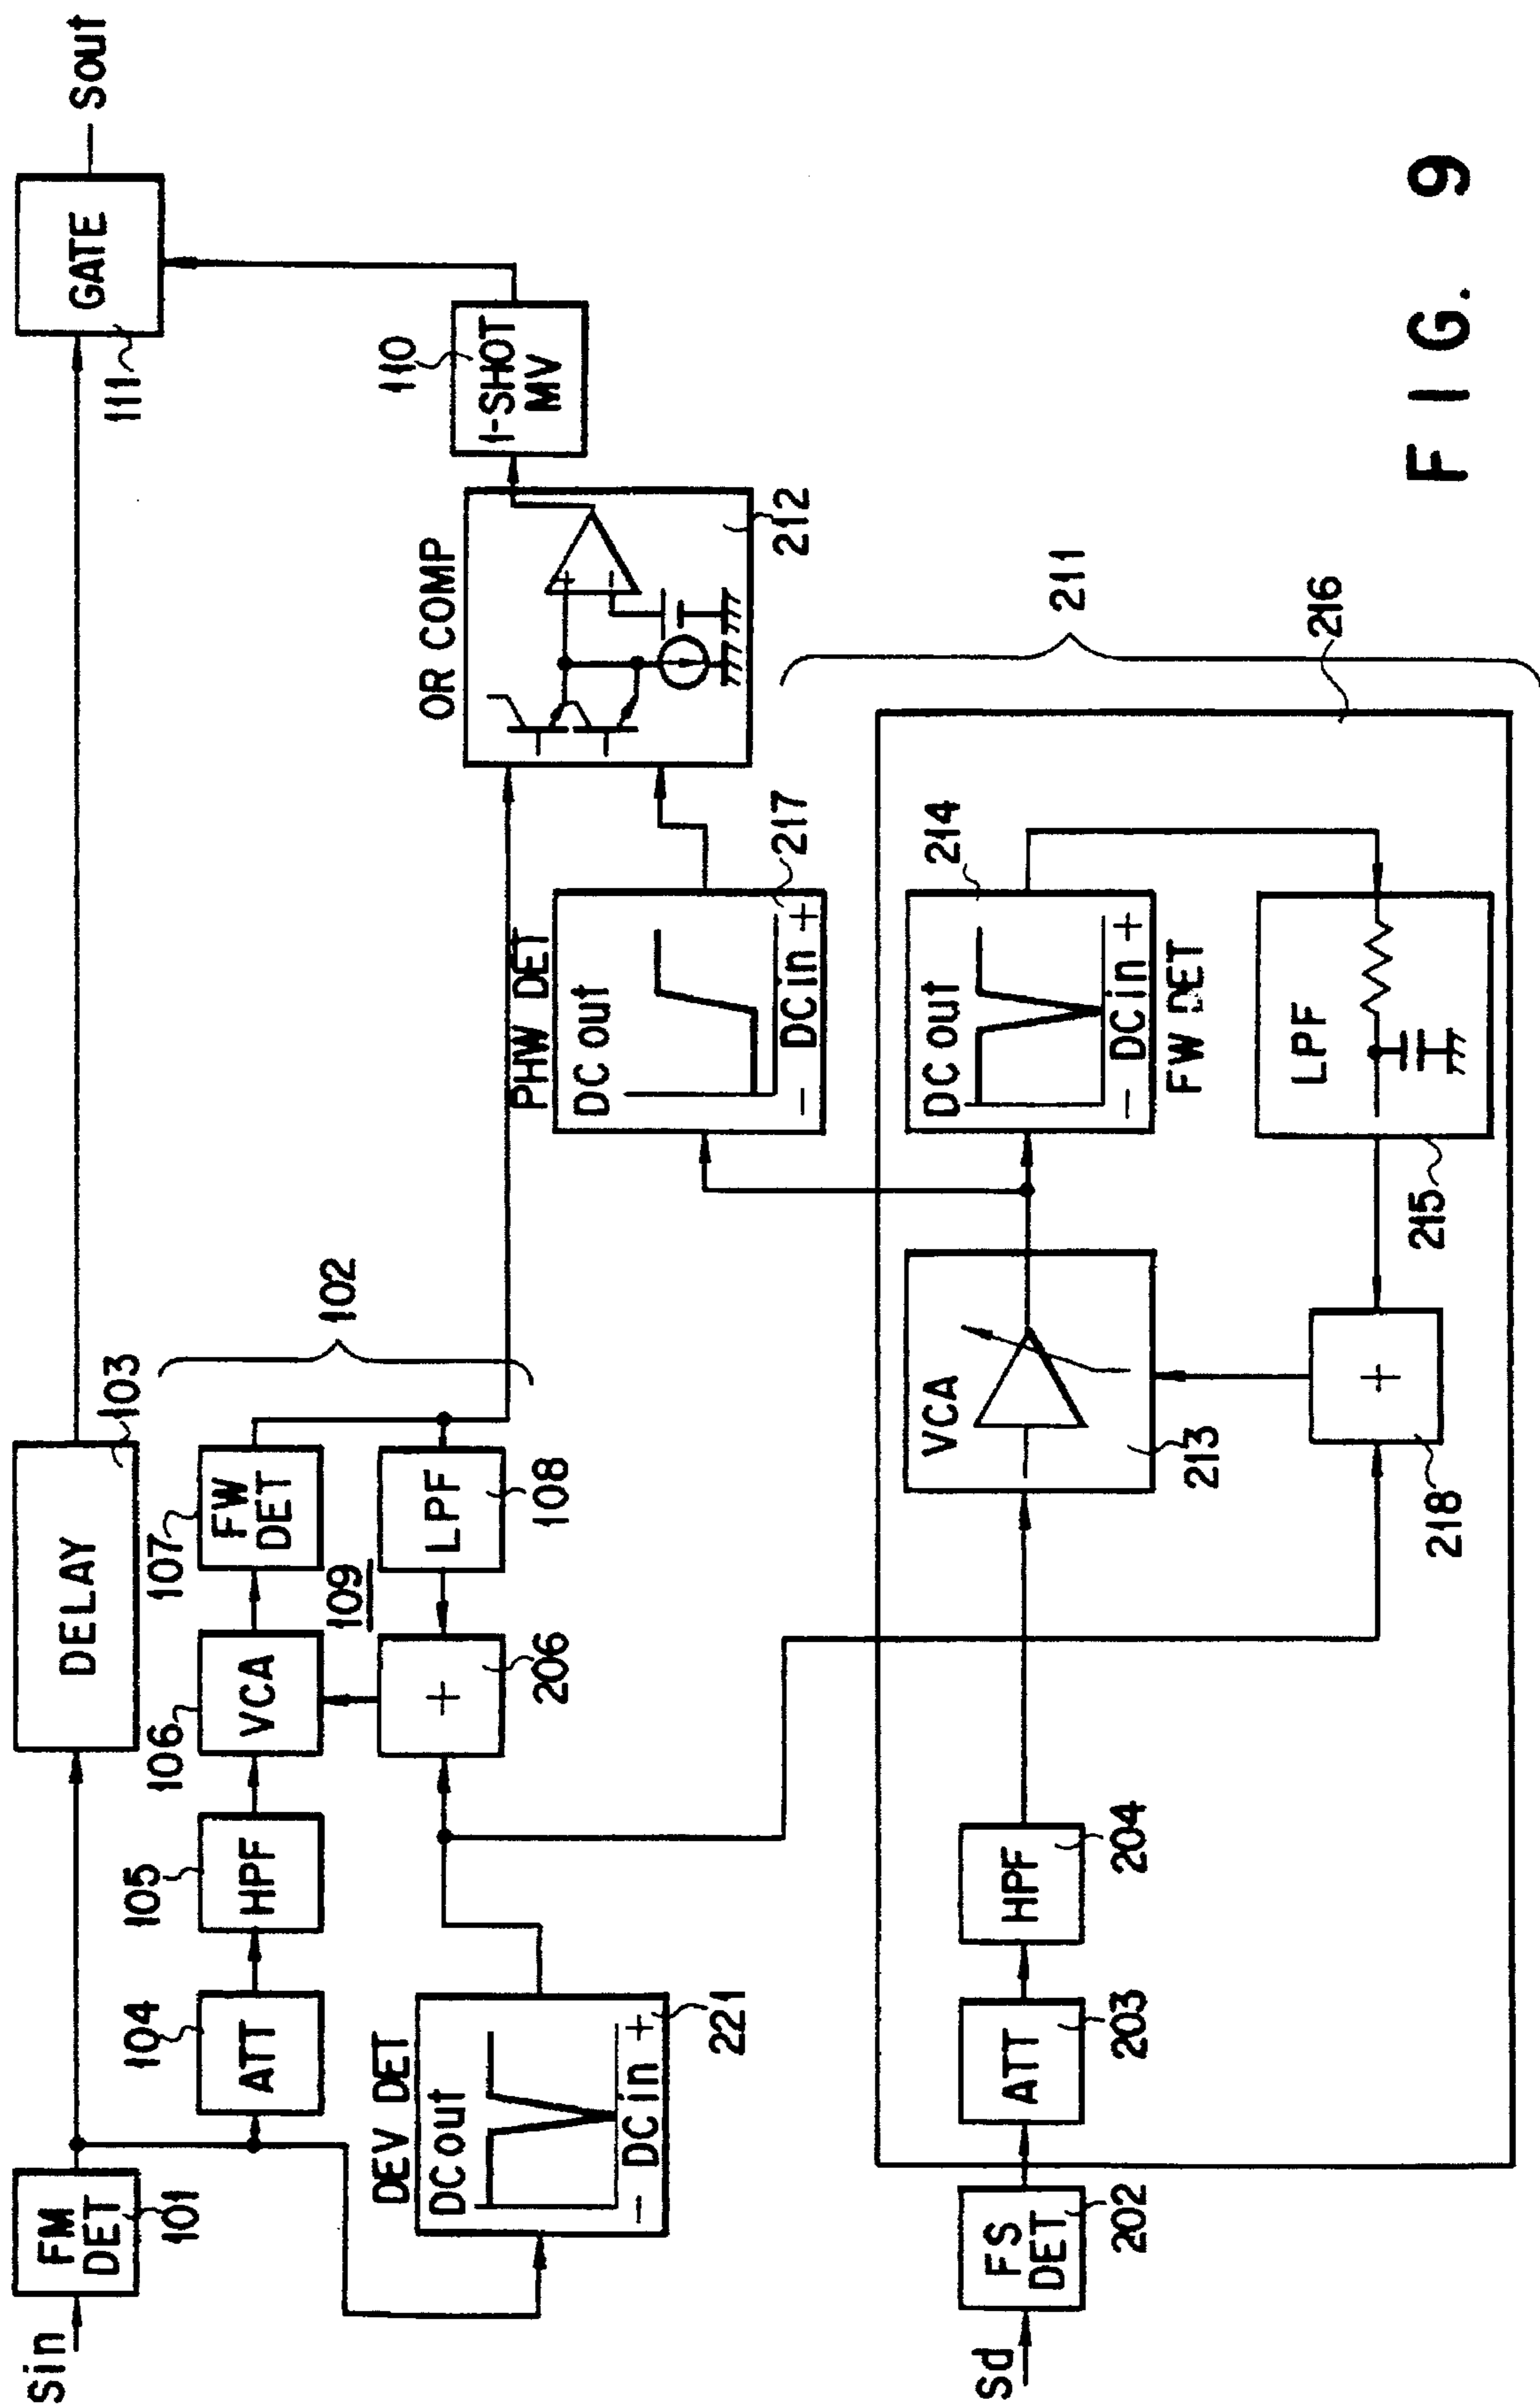 Sin
FM
DET
101
DELAY
103
GATE
111
Sout
ATT
104
HPF
105
VCA
106
FW
DET
107
102
109
LPF
108
+
206
DEV DET
DC out
- DC in +
221
PHW DET
DC out
- DC in +
217
OR COMP
+
-
212
1-SHOT
MV
110
211
216
Sd
FS
DET
202
ATT
203
HPF
204
VCA
213
DC out
- DC in +
FW DET
214
LPF
215
+
218
FIG. 9